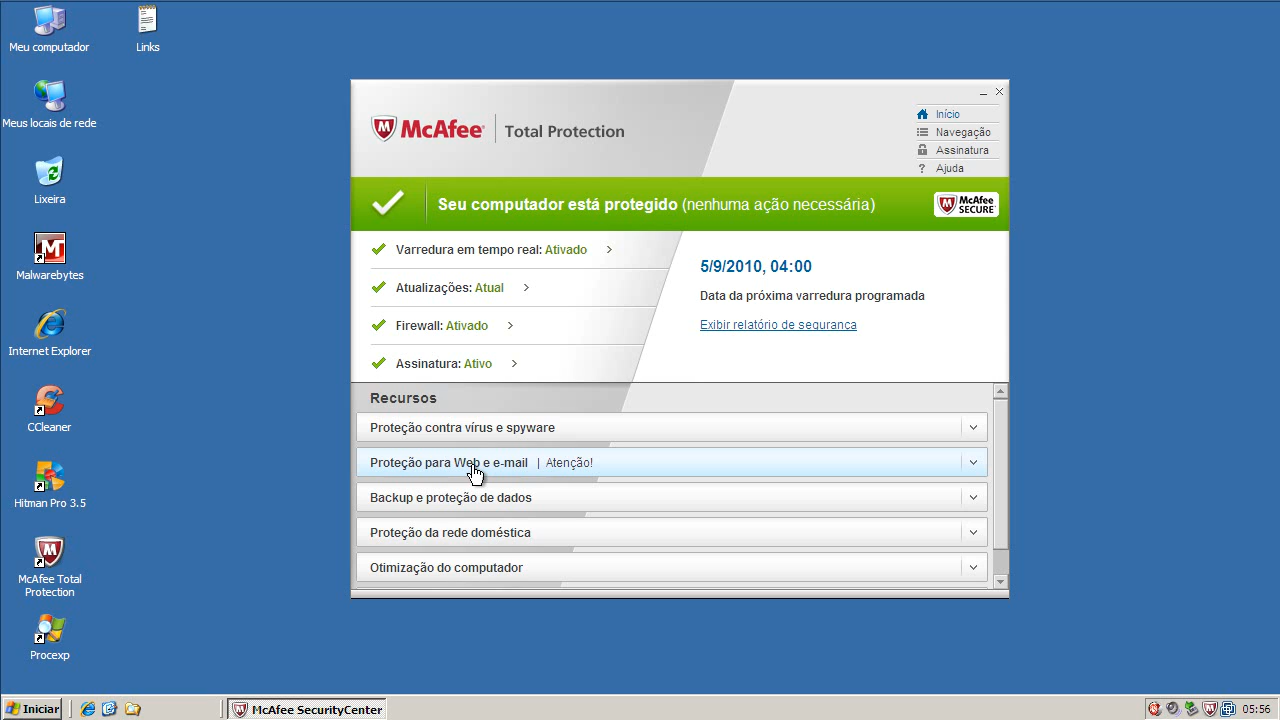 Meu computador
Links
Meus locais de rede
Lixeira
Malwarebytes
Internet Explorer
CCleaner
Hitman Pro 3.5
McAfee Total
Protection
Procexp
McAfee | Total Protection
Início
Navegação
Assinatura
Ajuda
Seu computador está protegido (nenhuma ação necessária)
McAfee
SECURE
Varredura em tempo real: Ativado
Atualizações: Atual
Firewall: Ativado
Assinatura: Ativo
5/9/2010, 04:00
Data da próxima varredura programada
Exibir relatório de segurança
Recursos
Proteção contra vírus e spyware
Proteção para Web e e-mail | Atenção!
Backup e proteção de dados
Proteção da rede doméstica
Otimização do computador
Iniciar
McAfee SecurityCenter
05:56